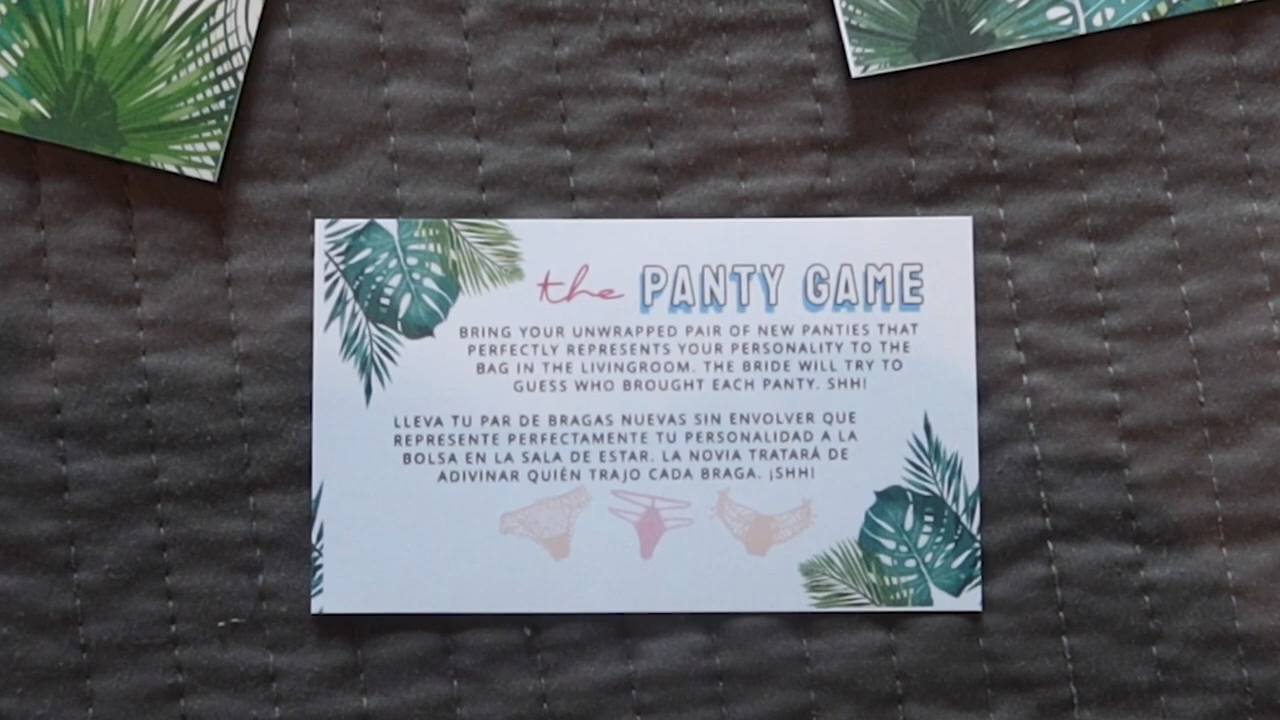 the PANTY GAME
BRING YOUR UNWRAPPED PAIR OF NEW PANTIES THAT
PERFECTLY REPRESENTS YOUR PERSONALITY TO THE
BAG IN THE LIVINGROOM. THE BRIDE WILL TRY TO
GUESS WHO BROUGHT EACH PANTY. SHH!
LLEVA TU PAR DE BRAGAS NUEVAS SIN ENVOLVER QUE
REPRESENTE PERFECTAMENTE TU PERSONALIDAD A LA
BOLSA EN LA SALA DE ESTAR. LA NOVIA TRATARÁ DE
ADIVINAR QUIÉN TRAJO CADA BRAGA. ¡SHH!